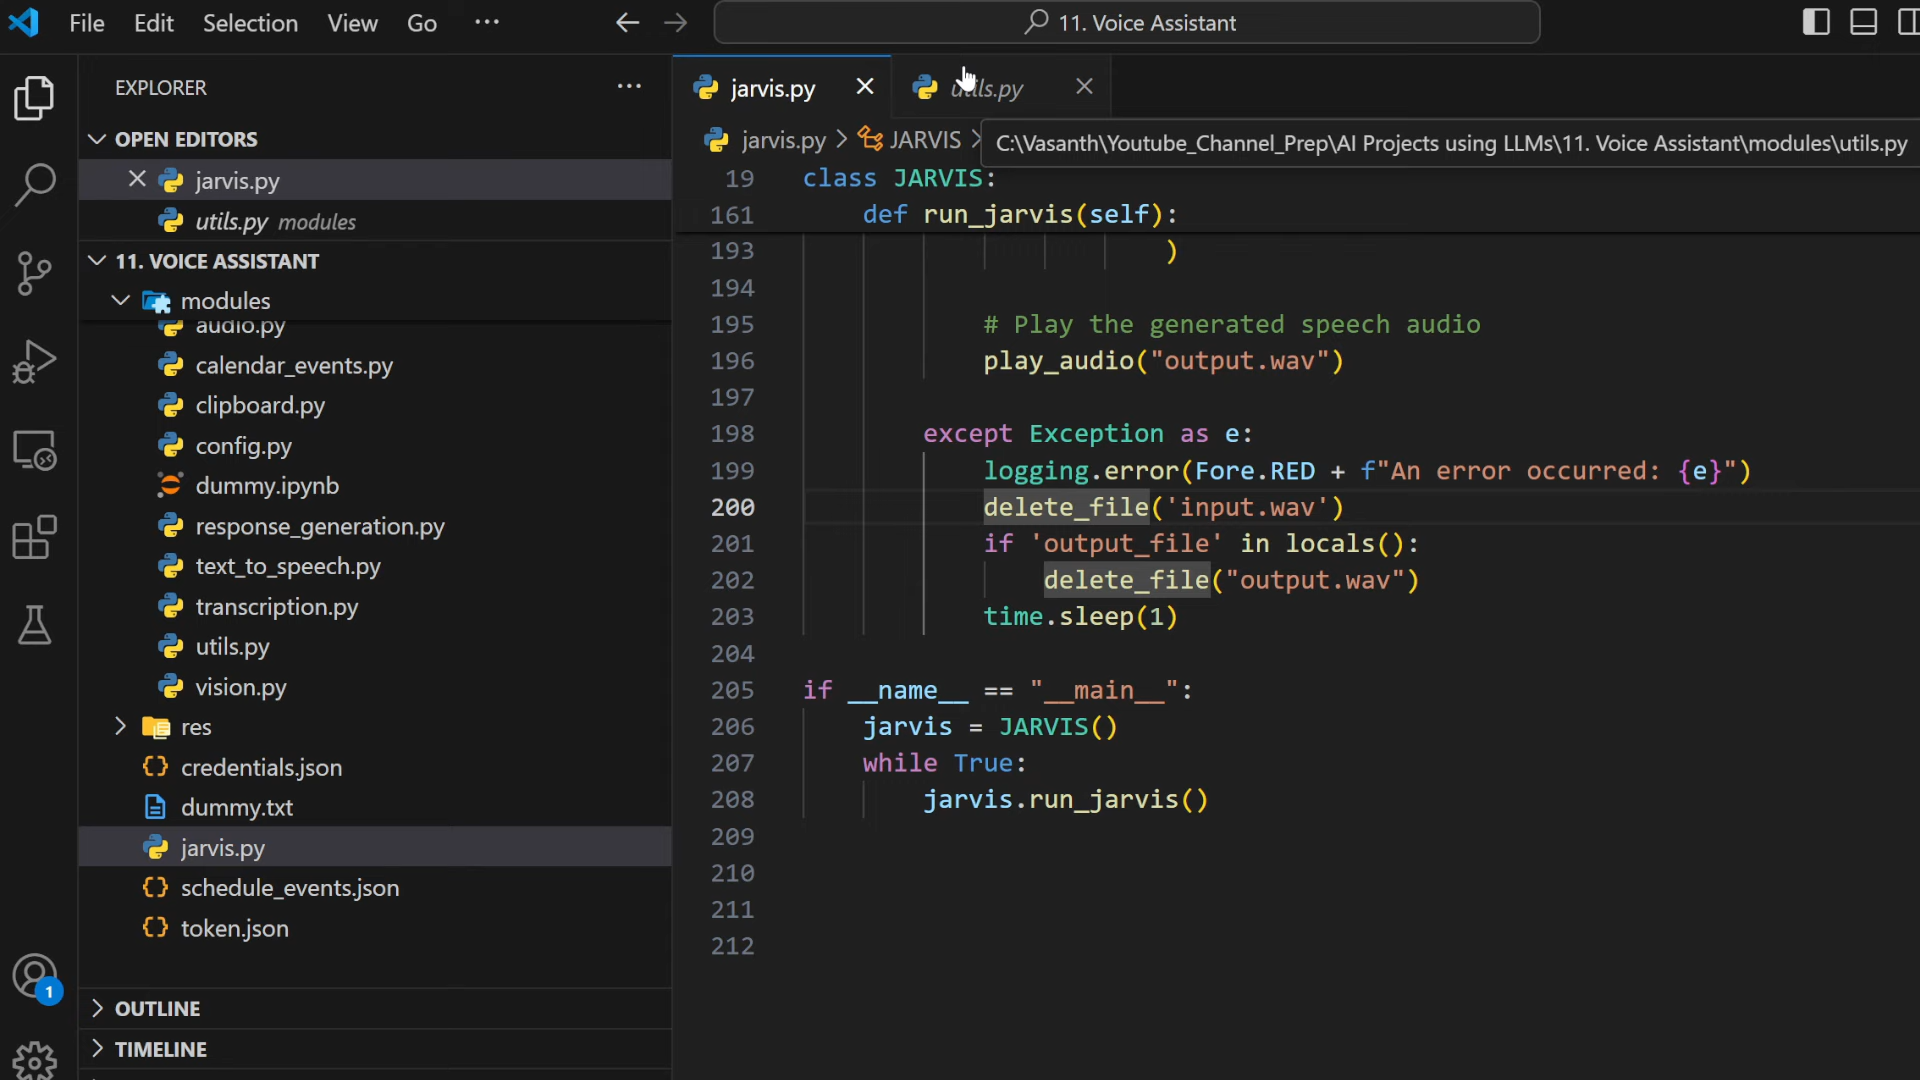 File Edit Selection View Go ··· 11. Voice Assistant
EXPLORER ···
OPEN EDITORS
jarvis.py
utils.py modules
11. VOICE ASSISTANT
modules
audio.py
calendar_events.py
clipboard.py
config.py
dummy.ipynb
response_generation.py
text_to_speech.py
transcription.py
utils.py
vision.py
res
credentials.json
dummy.txt
jarvis.py
schedule_events.json
token.json
1
OUTLINE
TIMELINE
jarvis.py utils.py
jarvis.py > JARVIS >
C:\Vasanth\Youtube_Channel_Prep\AI Projects using LLMs\11. Voice Assistant\modules\utils.py
19 class JARVIS:
161 def run_jarvis(self):
193 )
194
195 # Play the generated speech audio
196 play_audio("output.wav")
197
198 except Exception as e:
199 logging.error(Fore.RED + f"An error occurred: {e}")
200 delete_file('input.wav')
201 if 'output_file' in locals():
202 delete_file("output.wav")
203 time.sleep(1)
204
205 if __name__ == "__main__":
206 jarvis = JARVIS()
207 while True:
208 jarvis.run_jarvis()
209
210
211
212